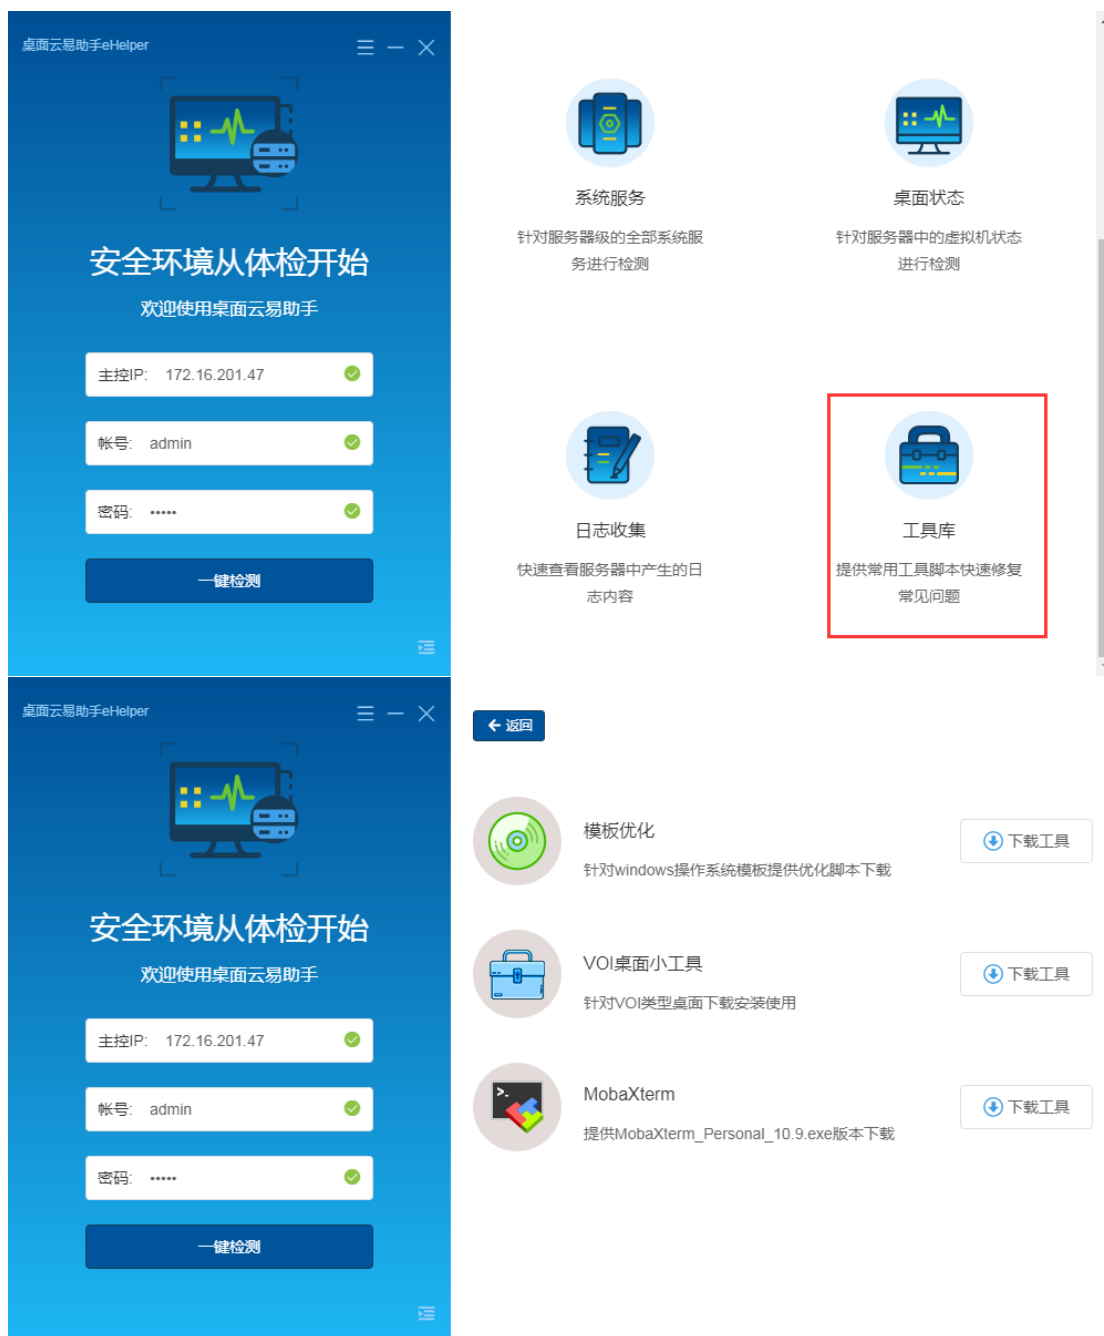 桌面云易助手eHelper
安全环境从体检开始
欢迎使用桌面云易助手
主控IP: 172.16.201.47
帐号: admin
密码: •••••
一键检测
系统服务
针对服务器级的全部系统服
务进行检测
桌面状态
针对服务器中的虚拟机状态
进行检测
日志收集
快速查看服务器中产生的日
志内容
工具库
提供常用工具脚本快速修复
常见问题
桌面云易助手eHelper
安全环境从体检开始
欢迎使用桌面云易助手
主控IP: 172.16.201.47
帐号: admin
密码: •••••
一键检测
返回
模板优化
针对windows操作系统模板提供优化脚本下载
下载工具
VOI桌面小工具
针对VOI类型桌面下载安装使用
下载工具
MobaXterm
提供MobaXterm_Personal_10.9.exe版本下载
下载工具